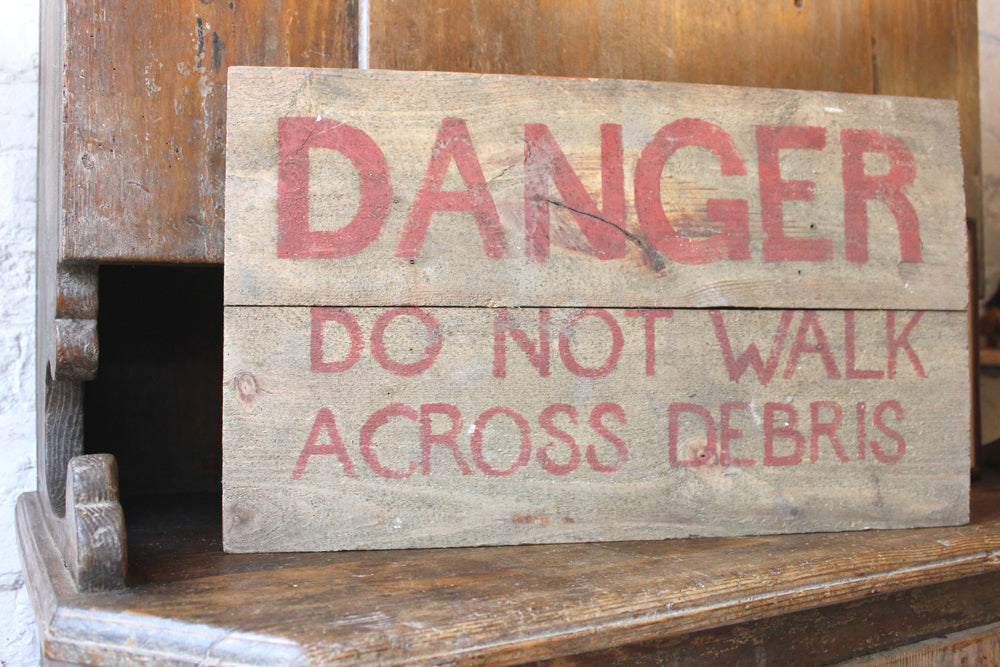 DANGER
DO NOT WALK
ACROSS DEBRIS